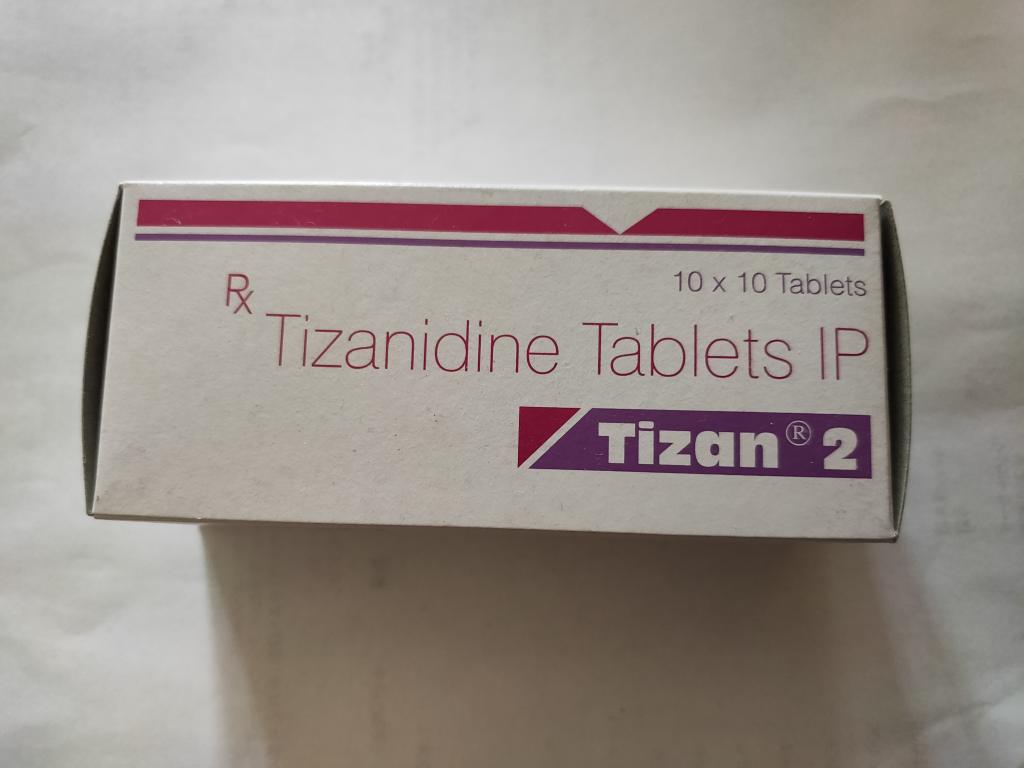 10 x 10 Tablets
Rx
Tizanidine Tablets IP
Tizan® 2